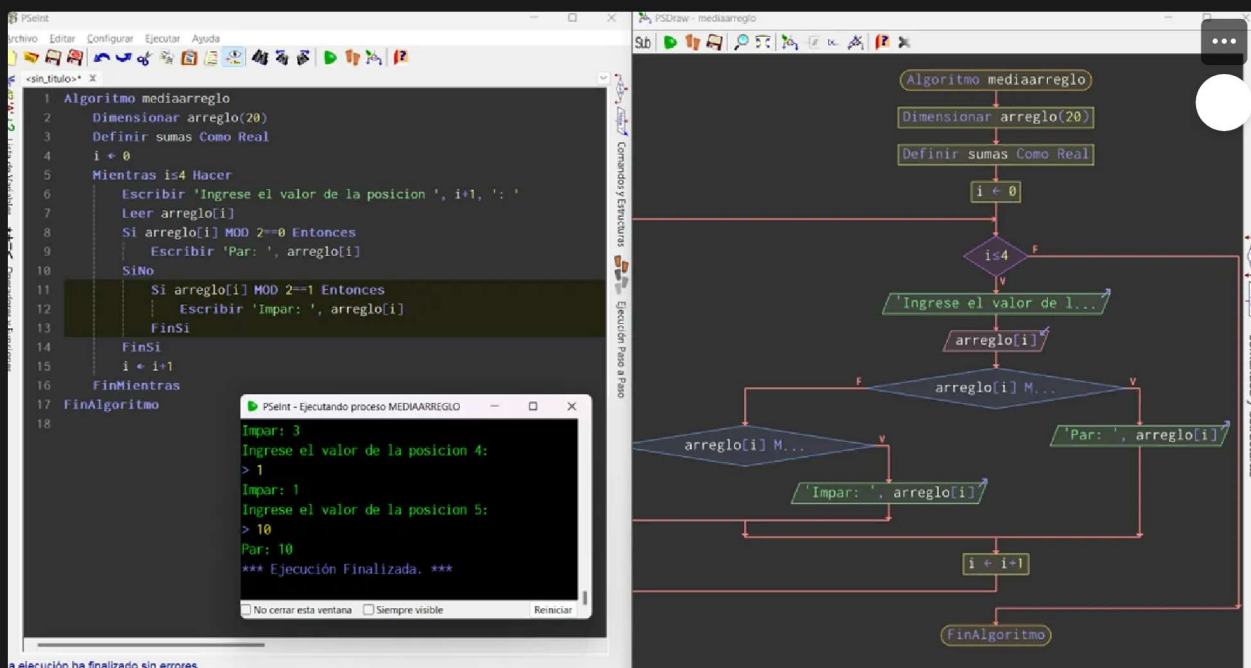 PSeInt
Archivo Editar Configurar Ejecutar Ayuda
<sin_titulo>* X
1 Algoritmo mediaarreglo
2 Dimensionar arreglo(20)
3 Definir sumas Como Real
4 i ← 0
5 Mientras i≤4 Hacer
6 Escribir 'Ingrese el valor de la posicion ', i+1, ': '
7 Leer arreglo[i]
8 Si arreglo[i] MOD 2==0 Entonces
9 Escribir 'Par: ', arreglo[i]
10 SiNo
11 Si arreglo[i] MOD 2==1 Entonces
12 Escribir 'Impar: ', arreglo[i]
13 FinSi
14 FinSi
15 i ← i+1
16 FinMientras
17 FinAlgoritmo
18
Comandos y Estructuras
Ejecución Paso a Paso
PSeInt - Ejecutando proceso MEDIAARREGLO
Impar: 3
Ingrese el valor de la posicion 4:
> 1
Impar: 1
Ingrese el valor de la posicion 5:
> 10
Par: 10
*** Ejecución Finalizada. ***
No cerrar esta ventana Siempre visible Reiniciar
a ejecución ha finalizado sin errores.
PSDraw - mediaarreglo
Sub
Algoritmo mediaarreglo
Dimensionar arreglo(20)
Definir sumas Como Real
i ← 0
i≤4
F
V
'Ingrese el valor de l...
arreglo[i]
F
arreglo[i] M...
V
'Par: ', arreglo[i]
arreglo[i] M...
V
'Impar: ', arreglo[i]
i ← i+1
FinAlgoritmo